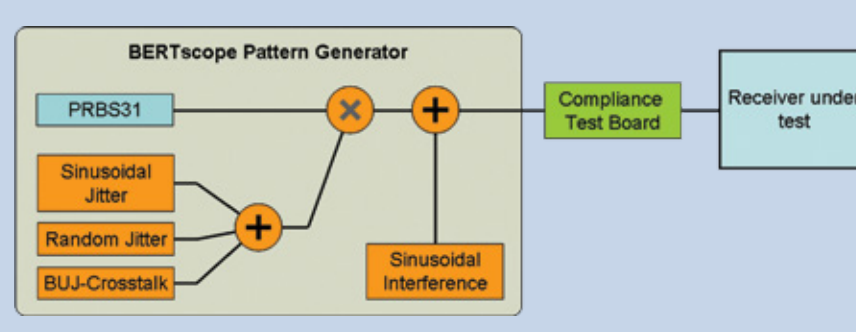 BERTscope Pattern Generator
PRBS31
Sinusoidal
Jitter
Random Jitter
BUJ-Crosstalk
Sinusoidal
Interference
Compliance
Test Board
Receiver under
test